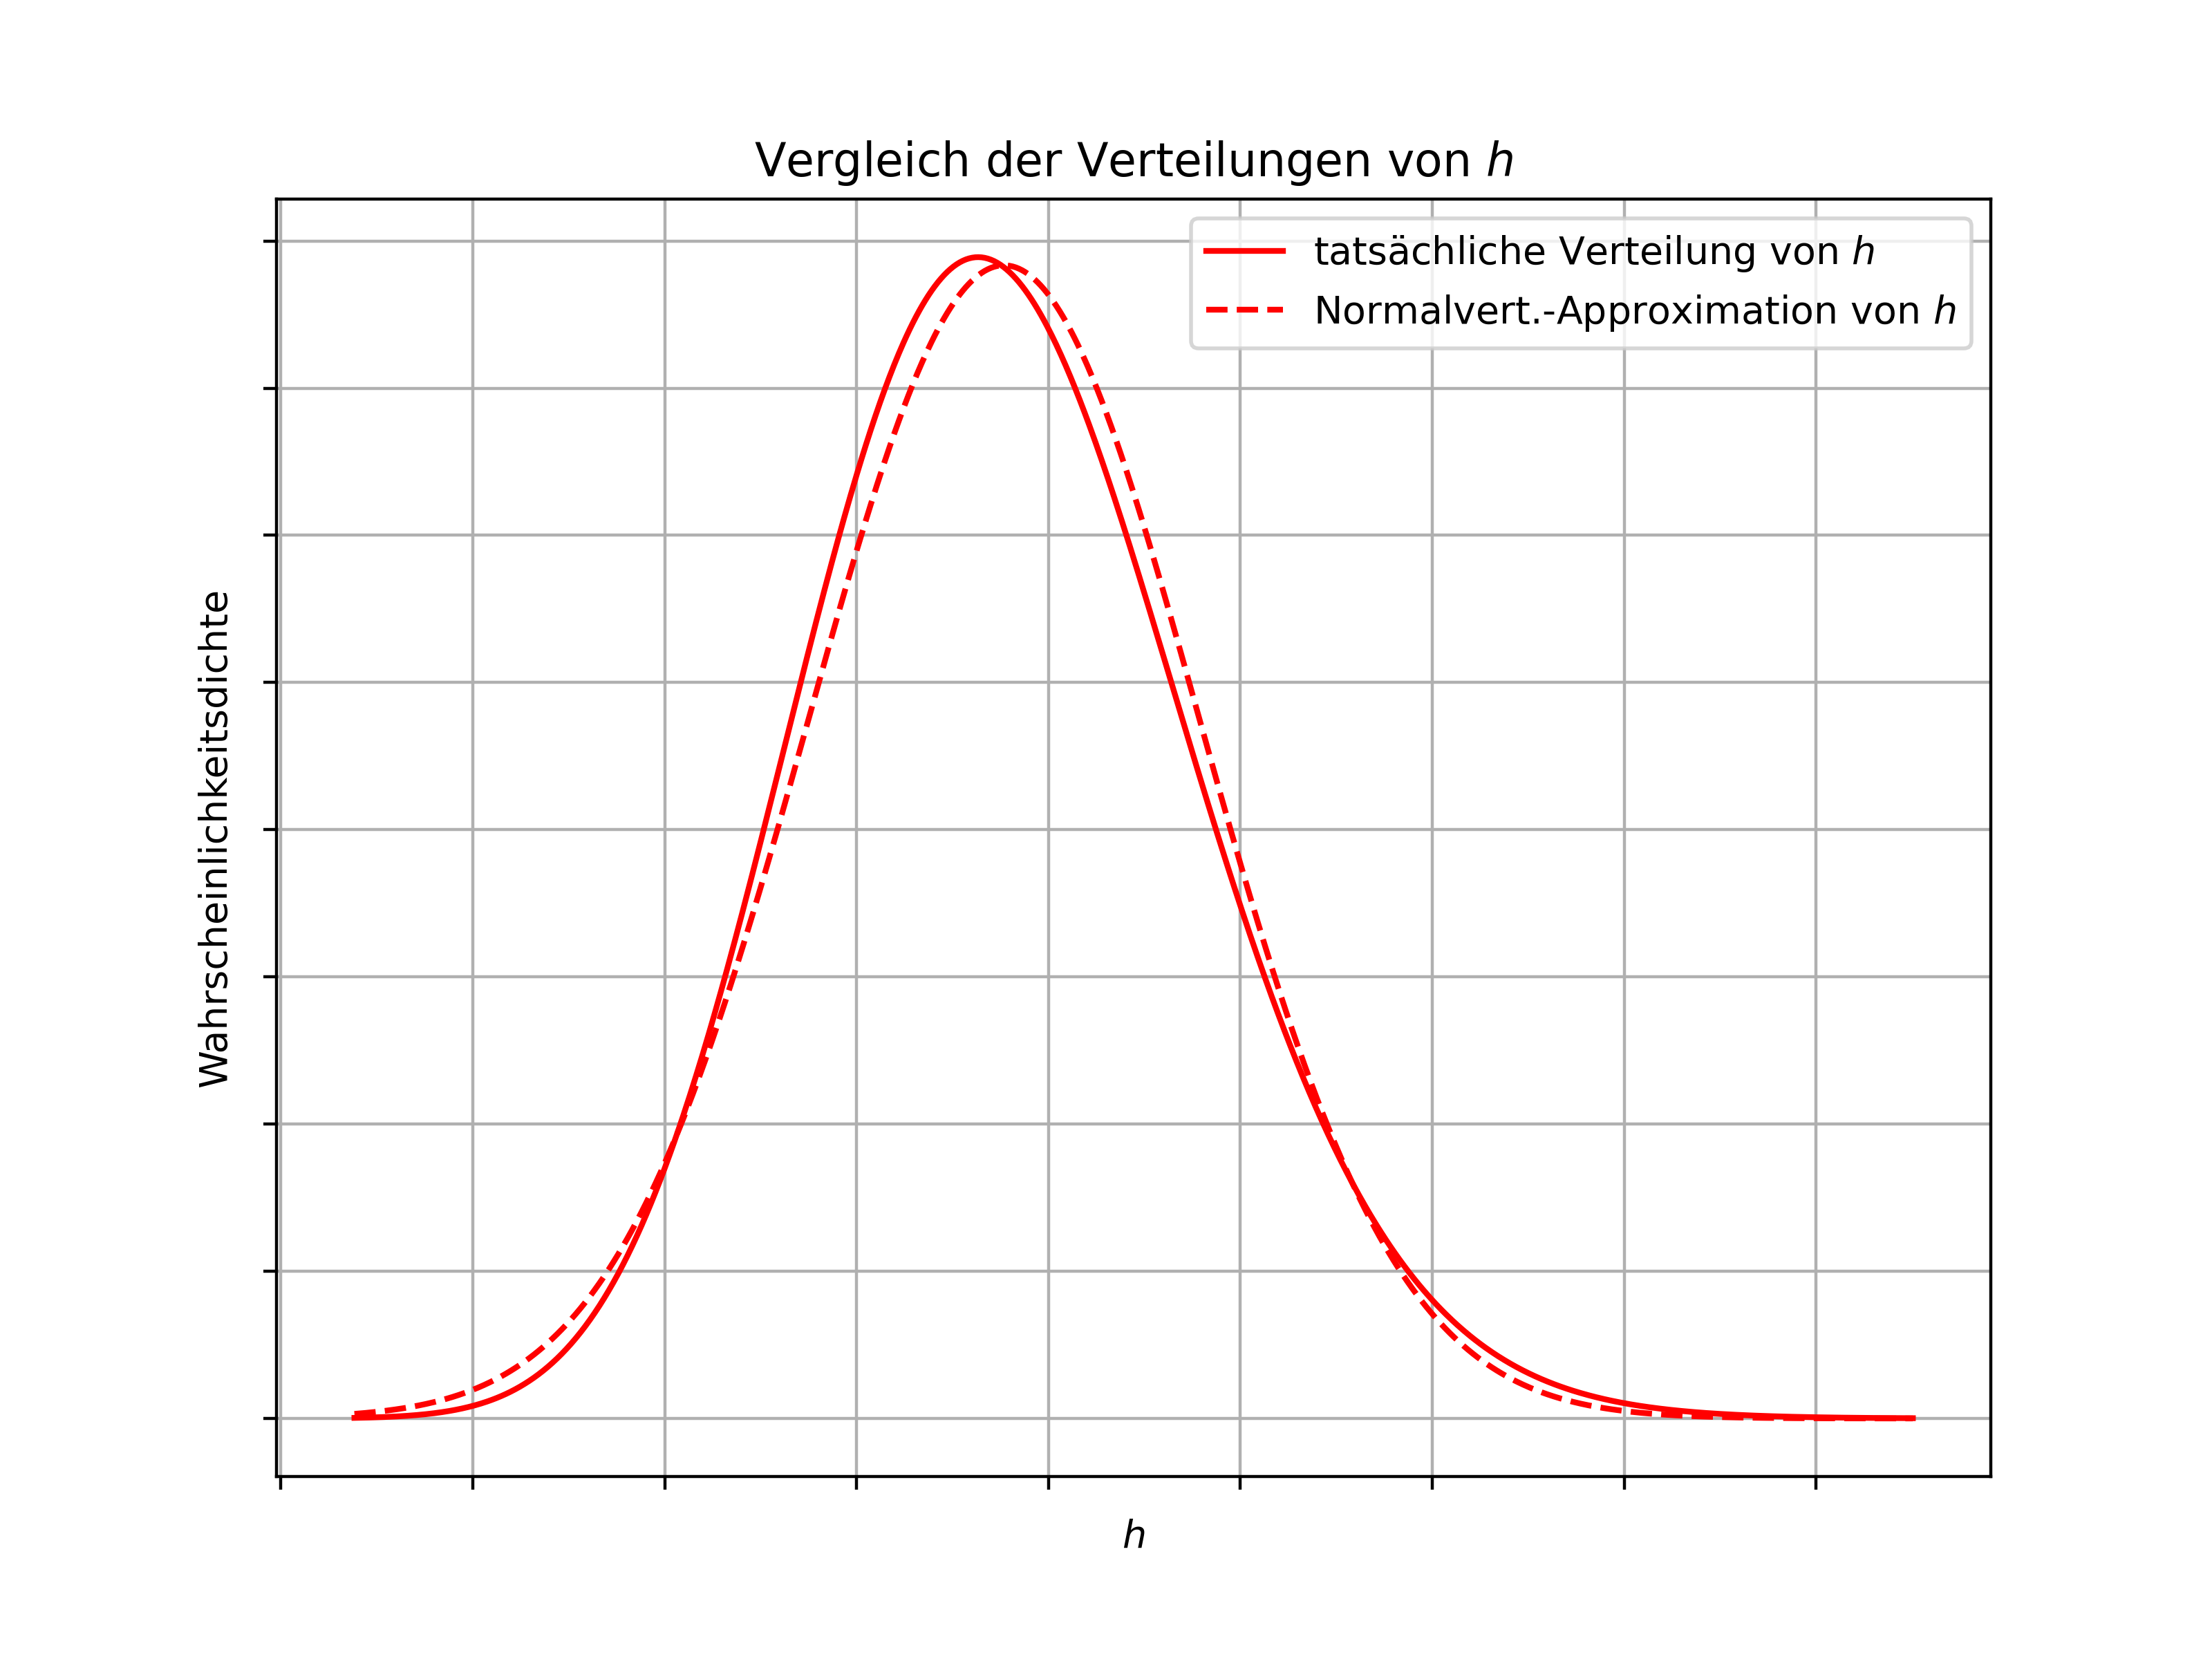 Vergleich der Verteilungen von h
tatsächliche Verteilung von h
Normalvert.-Approximation von h
Wahrscheinlichkeitsdichte
h